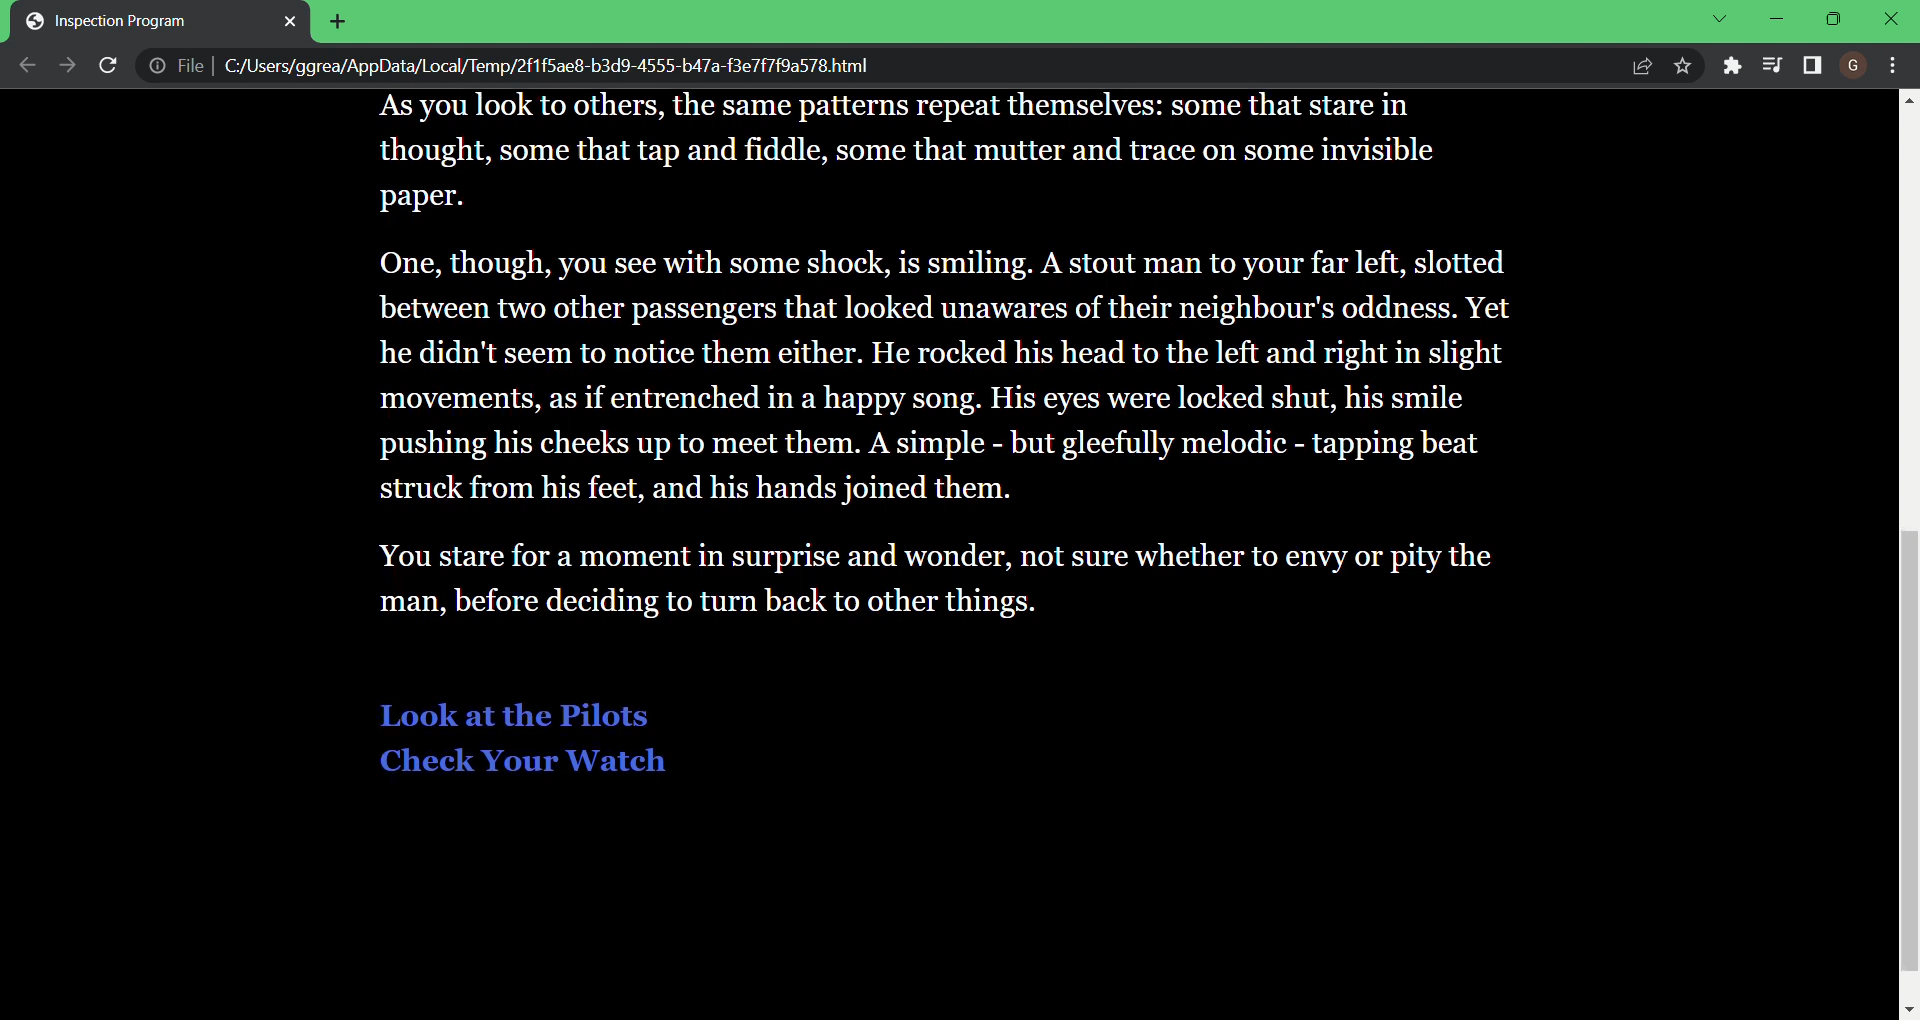 Inspection Program
File
C:/Users/ggrea/AppData/Local/Temp/2f1f5ae8-b3d9-4555-b47a-f3e7f7f9a578.html
G
As you look to others, the same patterns repeat themselves: some that stare in
thought, some that tap and fiddle, some that mutter and trace on some invisible
paper.
One, though, you see with some shock, is smiling. A stout man to your far left, slotted
between two other passengers that looked unawares of their neighbour's oddness. Yet
he didn't seem to notice them either. He rocked his head to the left and right in slight
movements, as if entrenched in a happy song. His eyes were locked shut, his smile
pushing his cheeks up to meet them. A simple - but gleefully melodic - tapping beat
struck from his feet, and his hands joined them.
You stare for a moment in surprise and wonder, not sure whether to envy or pity the
man, before deciding to turn back to other things.
Look at the Pilots
Check Your Watch